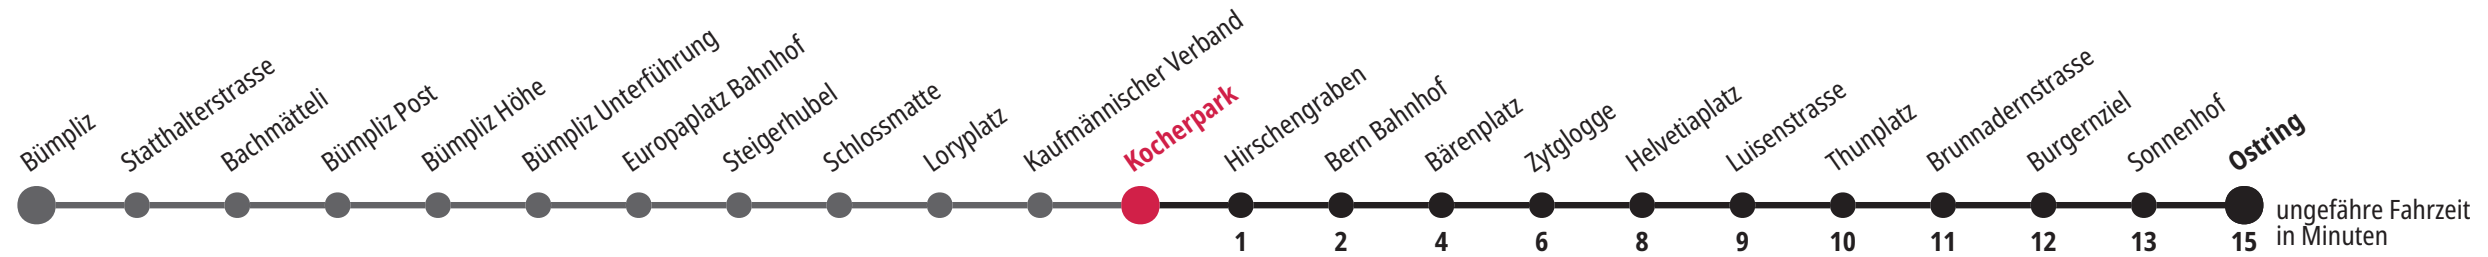 Bümpliz
Statthalterstrasse
Bachmätteli
Bümpliz Post
Bümpliz Höhe
Bümpliz Unterführung
Europaplatz Bahnhof
Steigerhubel
Schlossmatte
Loryplatz
Kaufmännischer Verband
Kocherpark
Hirschengraben
Bern Bahnhof
Bärenplatz
Zytglogge
Helvetiaplatz
Luisenstrasse
Thunplatz
Brunnadernstrasse
Burgernziel
Sonnenhof
Ostring
1 2 4 6 8 9 10 11 12 13 15
ungefähre Fahrzeit
in Minuten